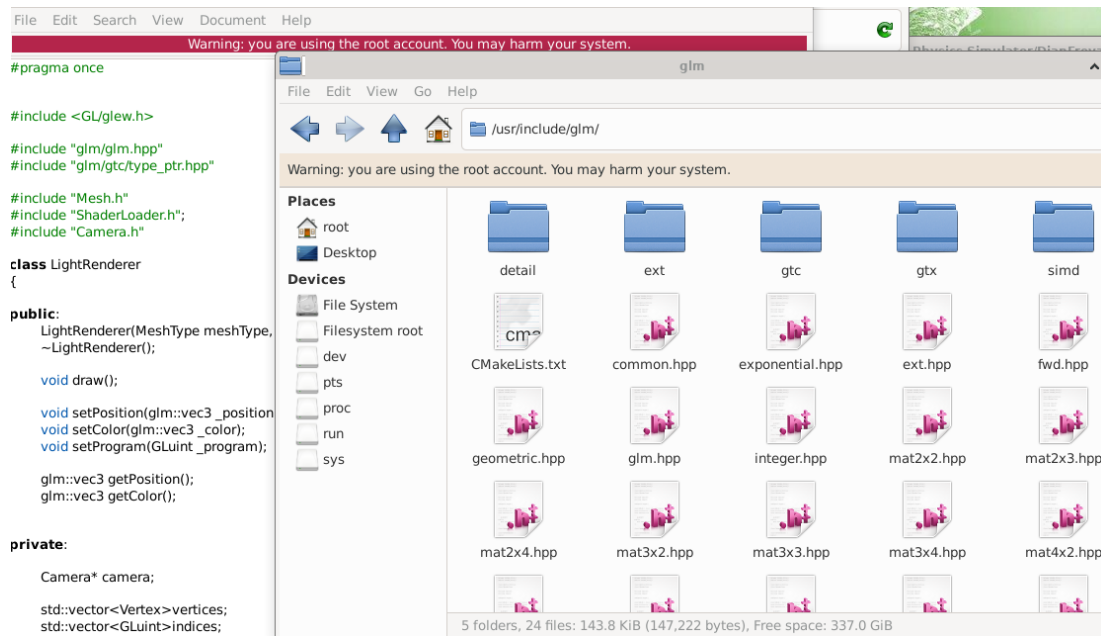 File Edit Search View Document Help
Warning: you are using the root account. You may harm your system.
#pragma once
#include <GL/glew.h>
#include "glm/glm.hpp"
#include "glm/gtc/type_ptr.hpp"
#include "Mesh.h"
#include "ShaderLoader.h";
#include "Camera.h"
class LightRenderer
{
public:
LightRenderer(MeshType meshType,
~LightRenderer();
void draw();
void setPosition(glm::vec3 _position
void setColor(glm::vec3 _color);
void setProgram(GLuint _program);
glm::vec3 getPosition();
glm::vec3 getColor();
private:
Camera* camera;
std::vector<Vertex>vertices;
std::vector<GLuint>indices;
glm
File Edit View Go Help
/usr/include/glm/
Warning: you are using the root account. You may harm your system.
Places
root
Desktop
Devices
File System
Filesystem root
dev
pts
proc
run
sys
detail ext gtc gtx simd
CMakeLists.txt common.hpp exponential.hpp ext.hpp fwd.hpp
geometric.hpp glm.hpp integer.hpp mat2x2.hpp mat2x3.hpp
mat2x4.hpp mat3x2.hpp mat3x3.hpp mat3x4.hpp mat4x2.hpp
5 folders, 24 files: 143.8 KiB (147,222 bytes), Free space: 337.0 GiB